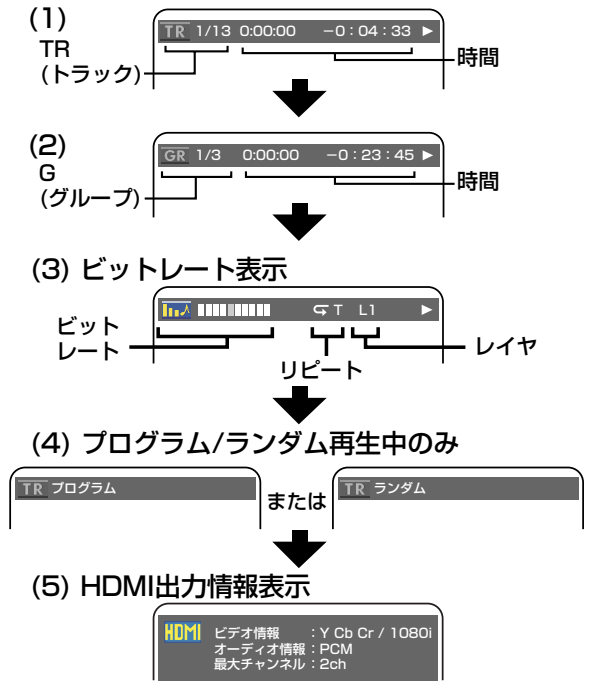 (1)
TR
(トラック)
TR 1/13 0:00:00 −0:04:33 ►
時間
(2)
G
(グループ)
GR 1/3 0:00:00 −0:23:45 ►
時間
(3) ビットレート表示
T L1 ►
ビット
レート
リピート
レイヤ
(4) プログラム/ランダム再生中のみ
TR プログラム
または
TR ランダム
(5) HDMI出力情報表示
HDMI ビデオ情報 : Y Cb Cr / 1080i
オーディオ情報 : PCM
最大チャンネル : 2ch